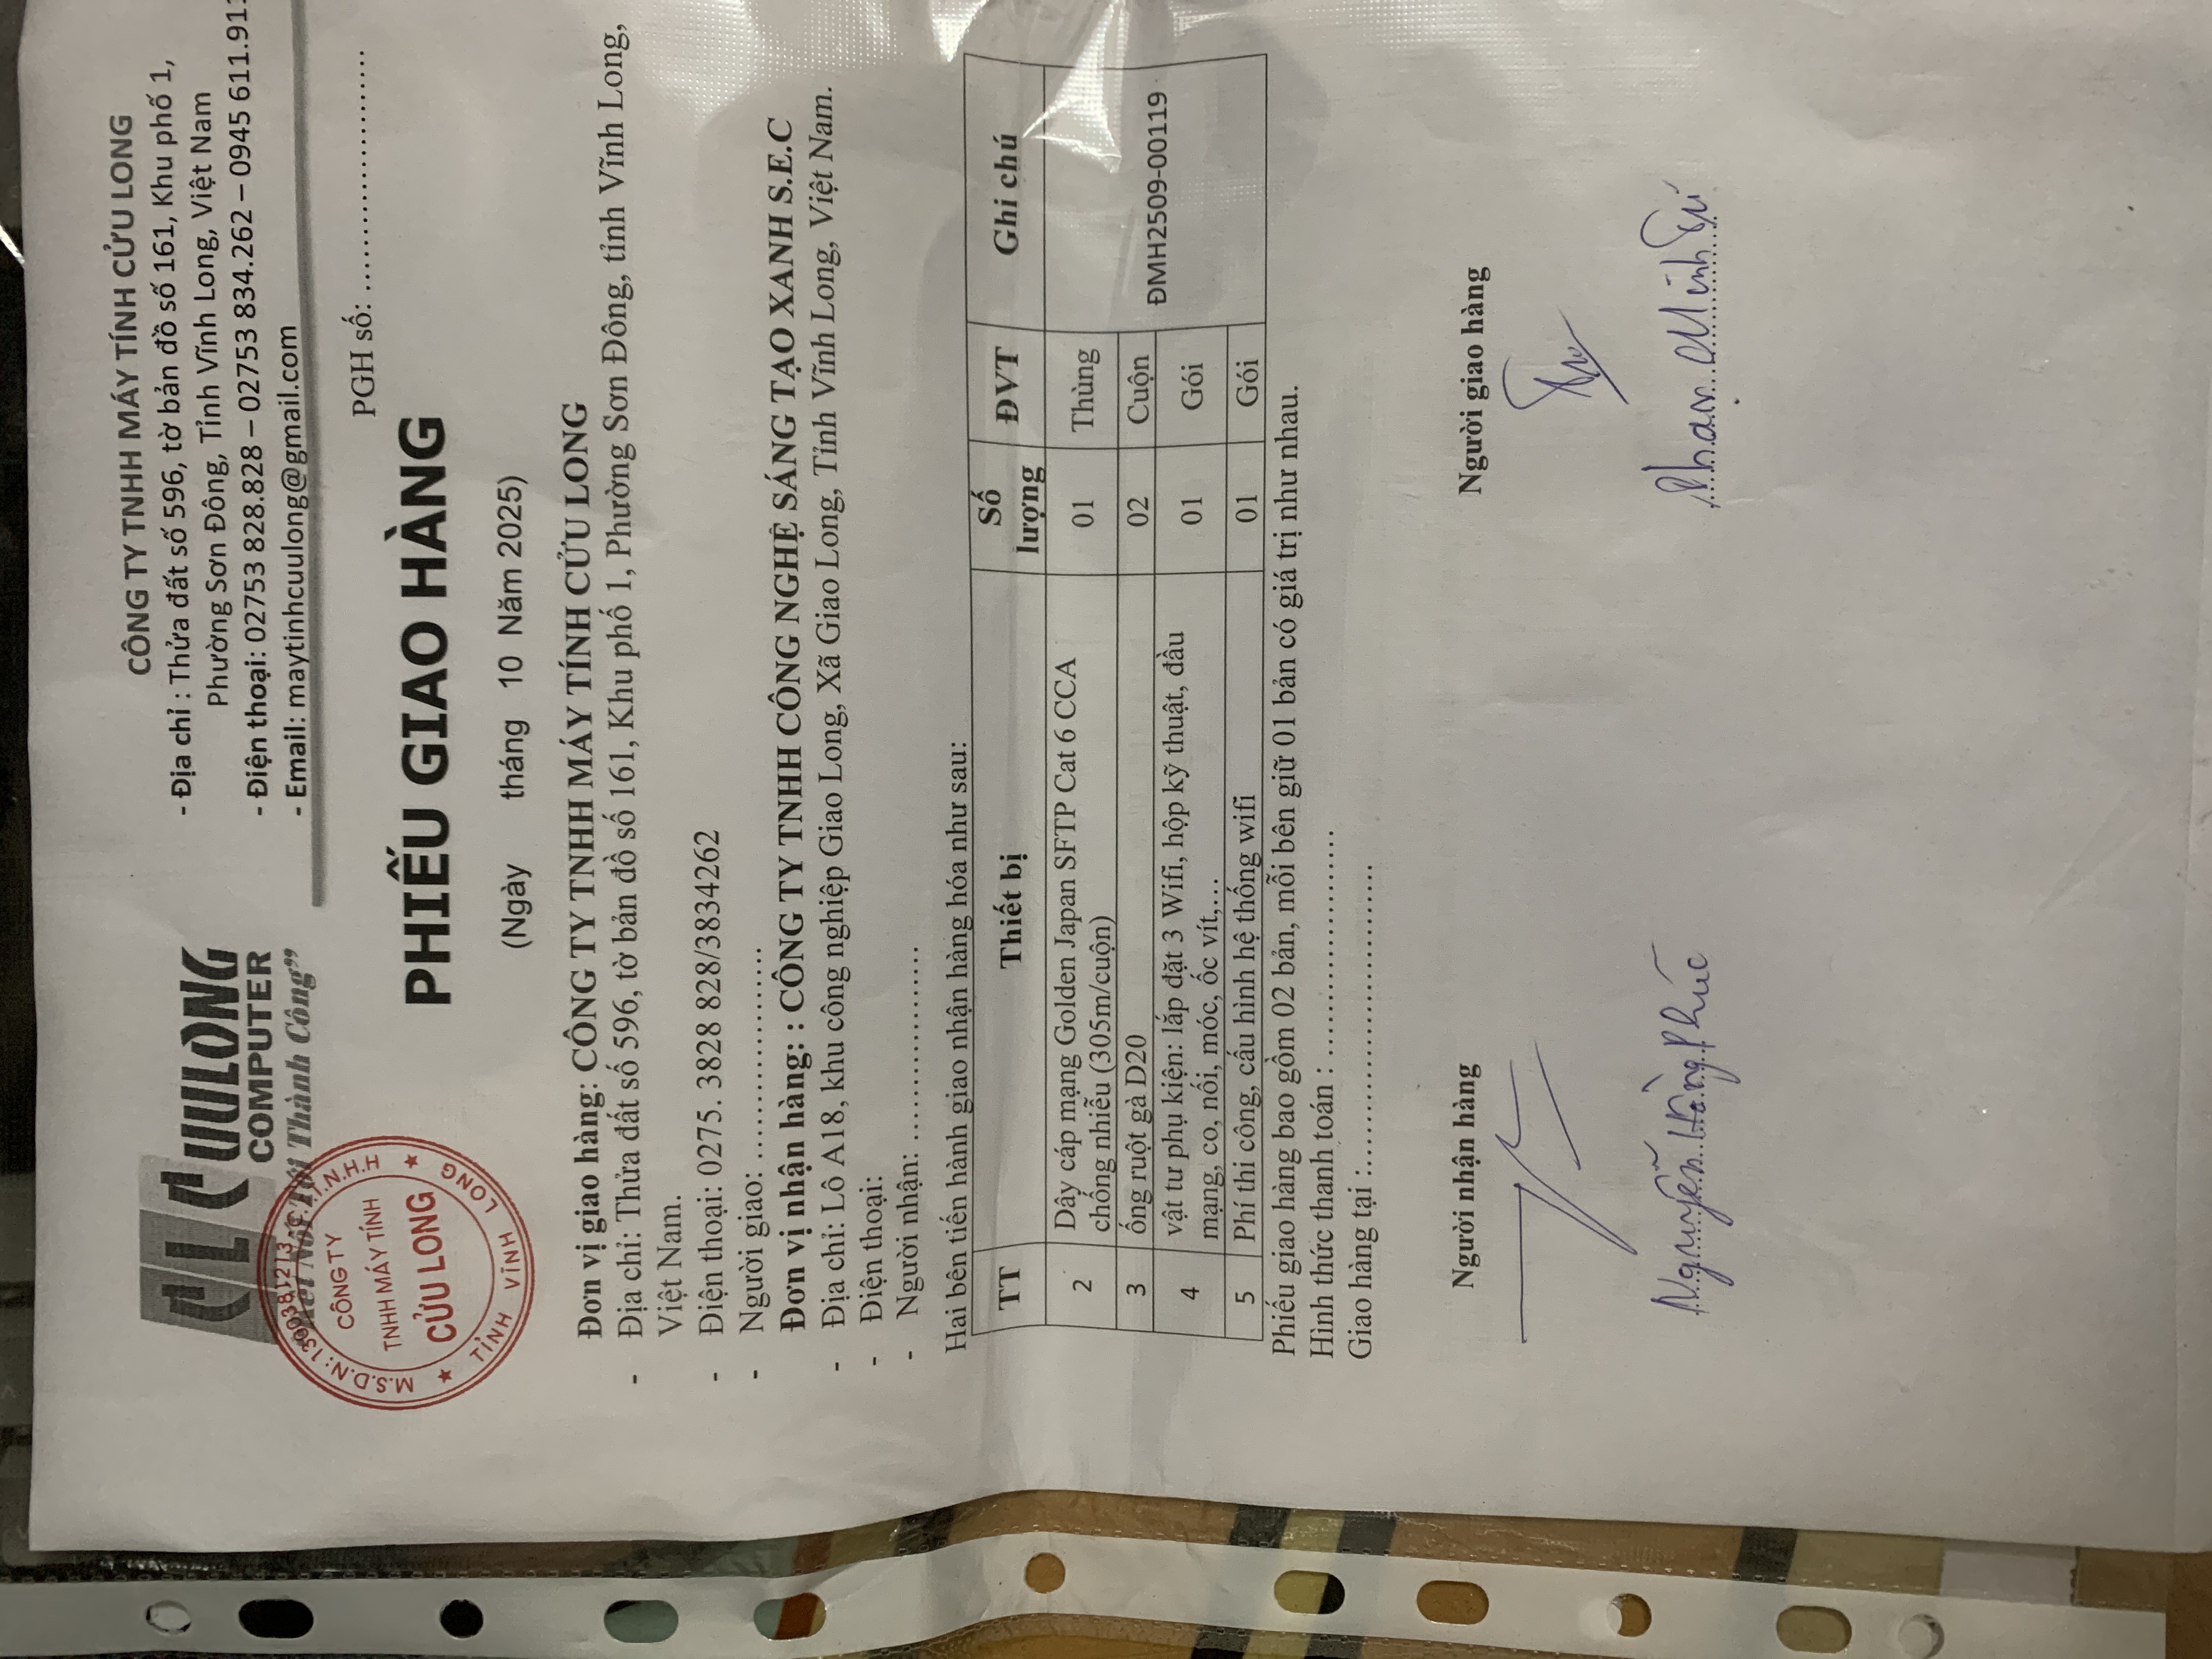 CUULONG
COMPUTER
CÔNG TY TNHH MÁY TÍNH CỬU LONG
- Địa chỉ : Thửa đất số 596, tờ bản đồ số 161, Khu phố 1,
Phường Sơn Đông, Tỉnh Vĩnh Long, Việt Nam
- Điện thoại: 02753 828.828 – 02753 834.262 – 0945 611.91
- Email: maytinhcuulong@gmail.com
Thành Công”
M.S.D.N: 1300381213 - C.T.T.N.H.H
CÔNG TY
TNHH MÁY TÍNH
CỬU LONG
TỈNH VĨNH LONG
PGH số: ........................
PHIẾU GIAO HÀNG
(Ngày tháng 10 Năm 2025)
Đơn vị giao hàng: CÔNG TY TNHH MÁY TÍNH CỬU LONG
- Địa chỉ: Thửa đất số 596, tờ bản đồ số 161, Khu phố 1, Phường Sơn Đông, tỉnh Vĩnh Long,
Việt Nam.
- Điện thoại: 0275. 3828 828/3834262
- Người giao: ........................
Đơn vị nhận hàng: : CÔNG TY TNHH CÔNG NGHỆ SÁNG TẠO XANH S.E.C
- Địa chỉ: Lô A18, khu công nghiệp Giao Long, Xã Giao Long, Tỉnh Vĩnh Long, Việt Nam.
- Điện thoại:
- Người nhận: ........................
Hai bên tiến hành giao nhận hàng hóa như sau:
TT Thiết bị Số lượng ĐVT Ghi chú
2 Dây cáp mạng Golden Japan SFTP Cat 6 CCA 01 Thùng
chống nhiễu (305m/cuộn)
3 ống ruột gà D20 02 Cuộn
ĐMH2509-00119
4 vật tư phụ kiện: lắp đặt 3 Wifi, hộp kỹ thuật, đầu 01 Gói
mạng, co, nối, móc, ốc vít,...
5 Phí thi công, cấu hình hệ thống wifi 01 Gói
Phiếu giao hàng bao gồm 02 bản, mỗi bên giữ 01 bản có giá trị như nhau.
Hình thức thanh toán : ........................
Giao hàng tại :........................
Người nhận hàng Người giao hàng
Nguyễn Hoàng Phúc Phan Minh Tú